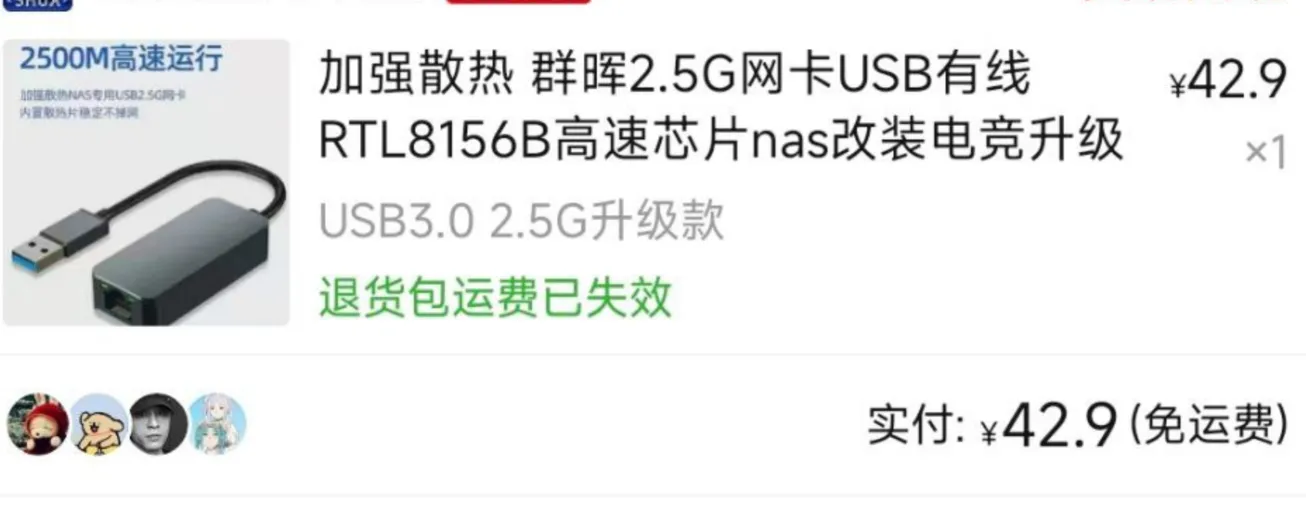 2500M高速运行
加强散热NAS专用USB2.5G网卡
内置散热片稳定不掉网
加强散热 群晖2.5G网卡USB有线
¥42.9
RTL8156B高速芯片nas改装电竞升级
×1
USB3.0 2.5G升级款
退货包运费已失效
实付: ¥42.9 (免运费)